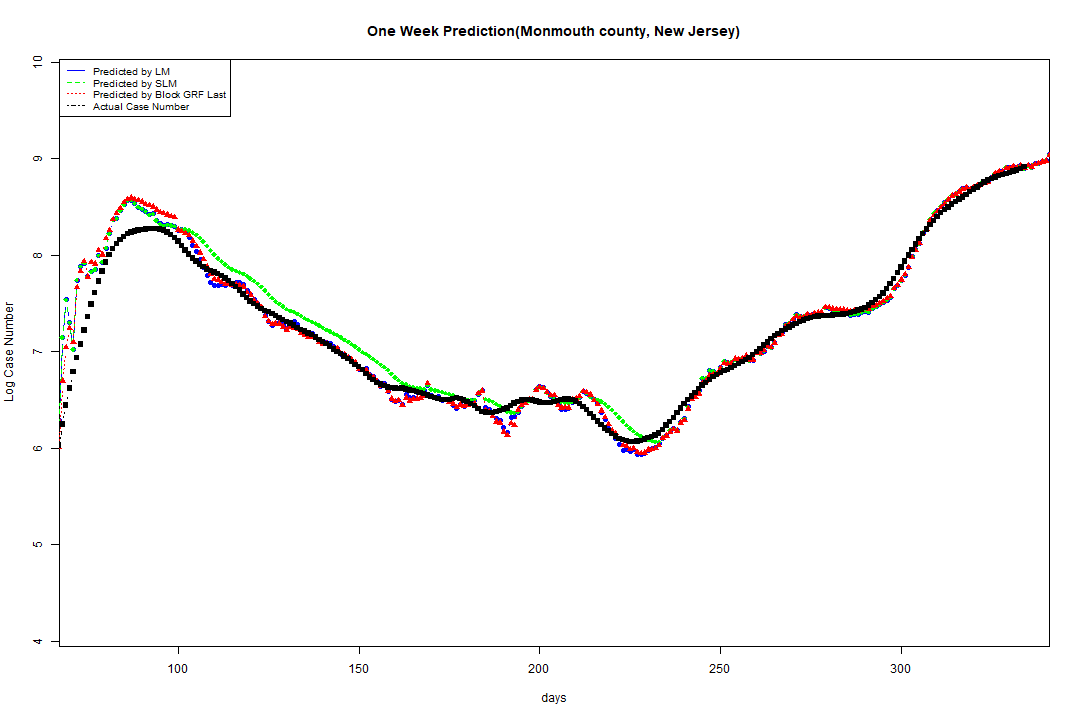 One Week Prediction(Monmouth county, New Jersey)
Predicted by LM
Predicted by SLM
Predicted by Block GRF Last
Actual Case Number
10
9
8
7
6
5
4
Log Case Number
100 150 200 250 300
days